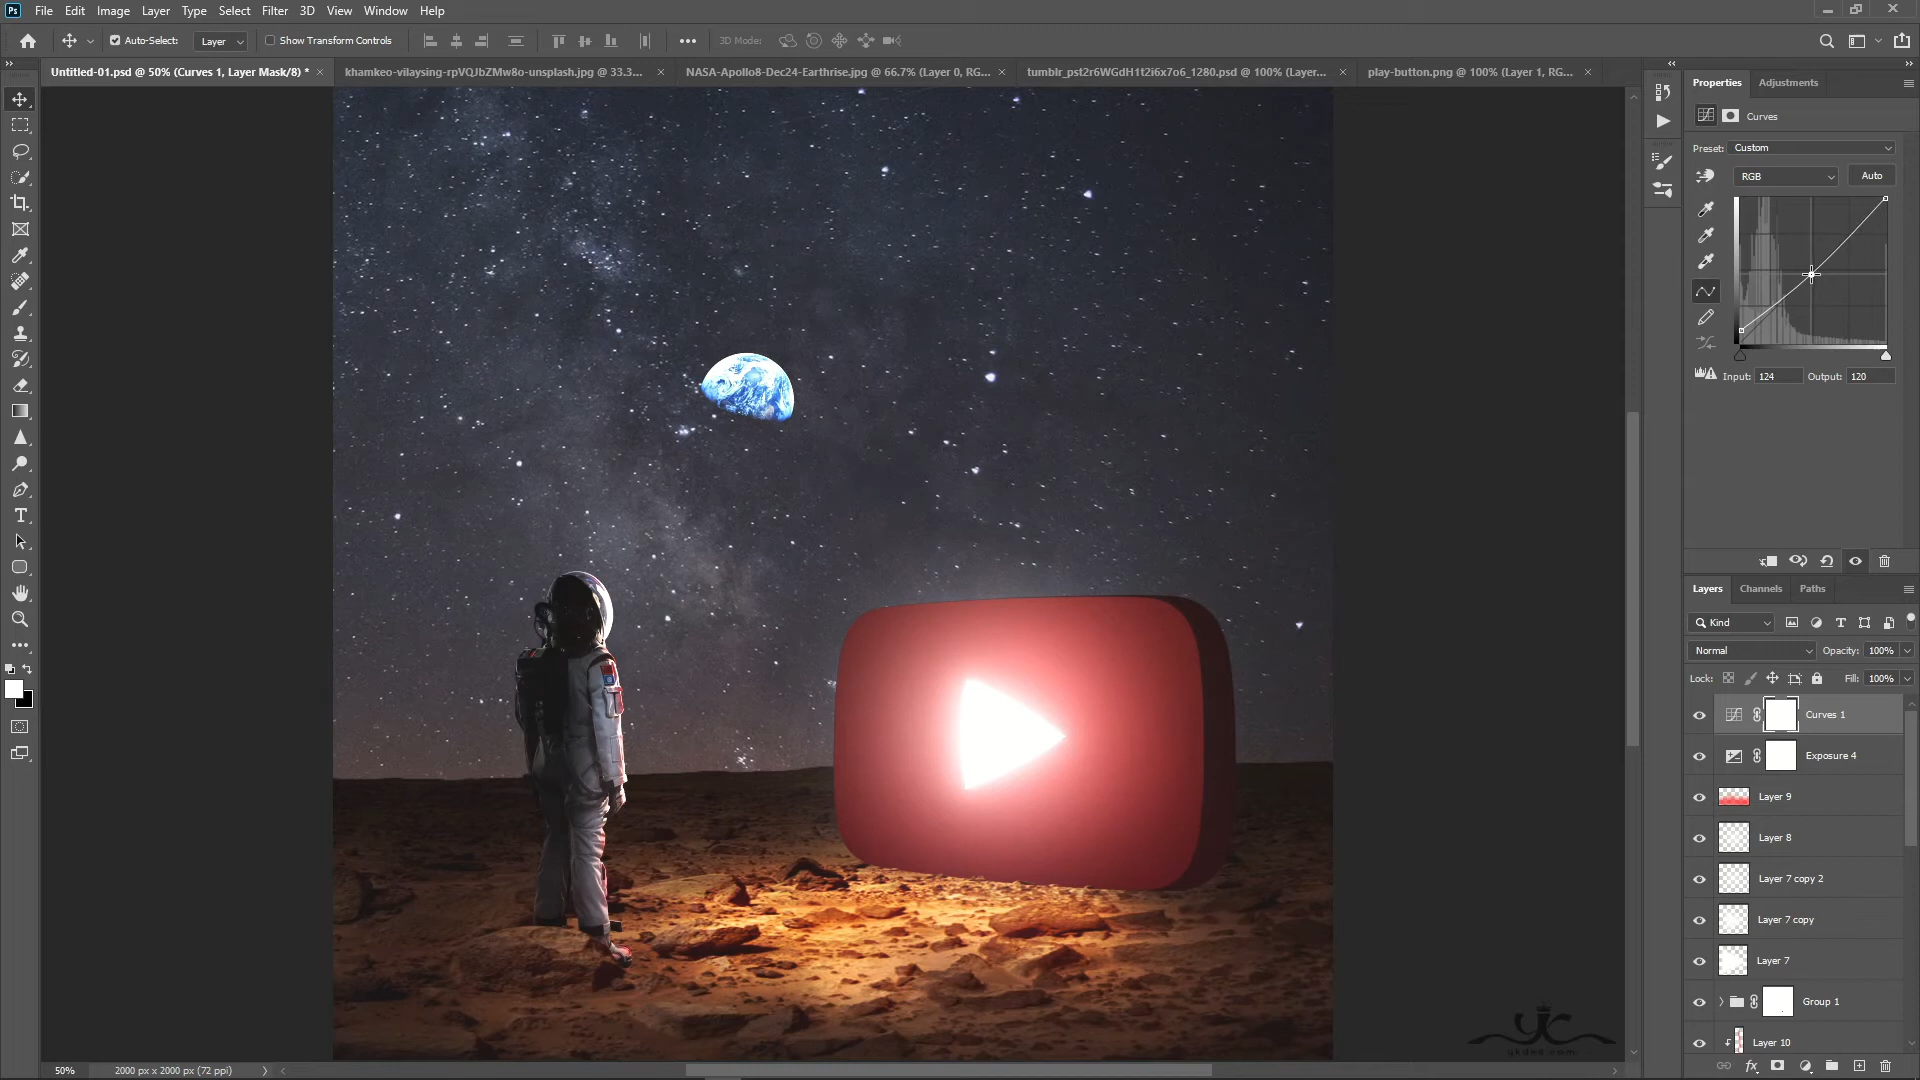 Ps File Edit Image Layer Type Select Filter 3D View Window Help
Auto-Select: Layer Show Transform Controls 3D Mode:
Untitled-01.psd @ 50% (Curves 1, Layer Mask/8) * khamkeo-vilaysing-rpVQJbZMw8o-unsplash.jpg @ 33.3... NASA-Apollo8-Dec24-Earthrise.jpg @ 66.7% (Layer 0, RG... tumblr_pst2r6WGdH1t2i6x7o6_1280.psd @ 100% (Layer... play-button.png @ 100% (Layer 1, RG...
Properties Adjustments
Curves
Preset: Custom
RGB Auto
Input: 124 Output: 120
Layers Channels Paths
Kind
Normal Opacity: 100%
Lock: Fill: 100%
Curves 1
Exposure 4
Layer 9
Layer 8
Layer 7 copy 2
Layer 7 copy
Layer 7
Group 1
Layer 10
50% 2000 px x 2000 px (72 ppi)